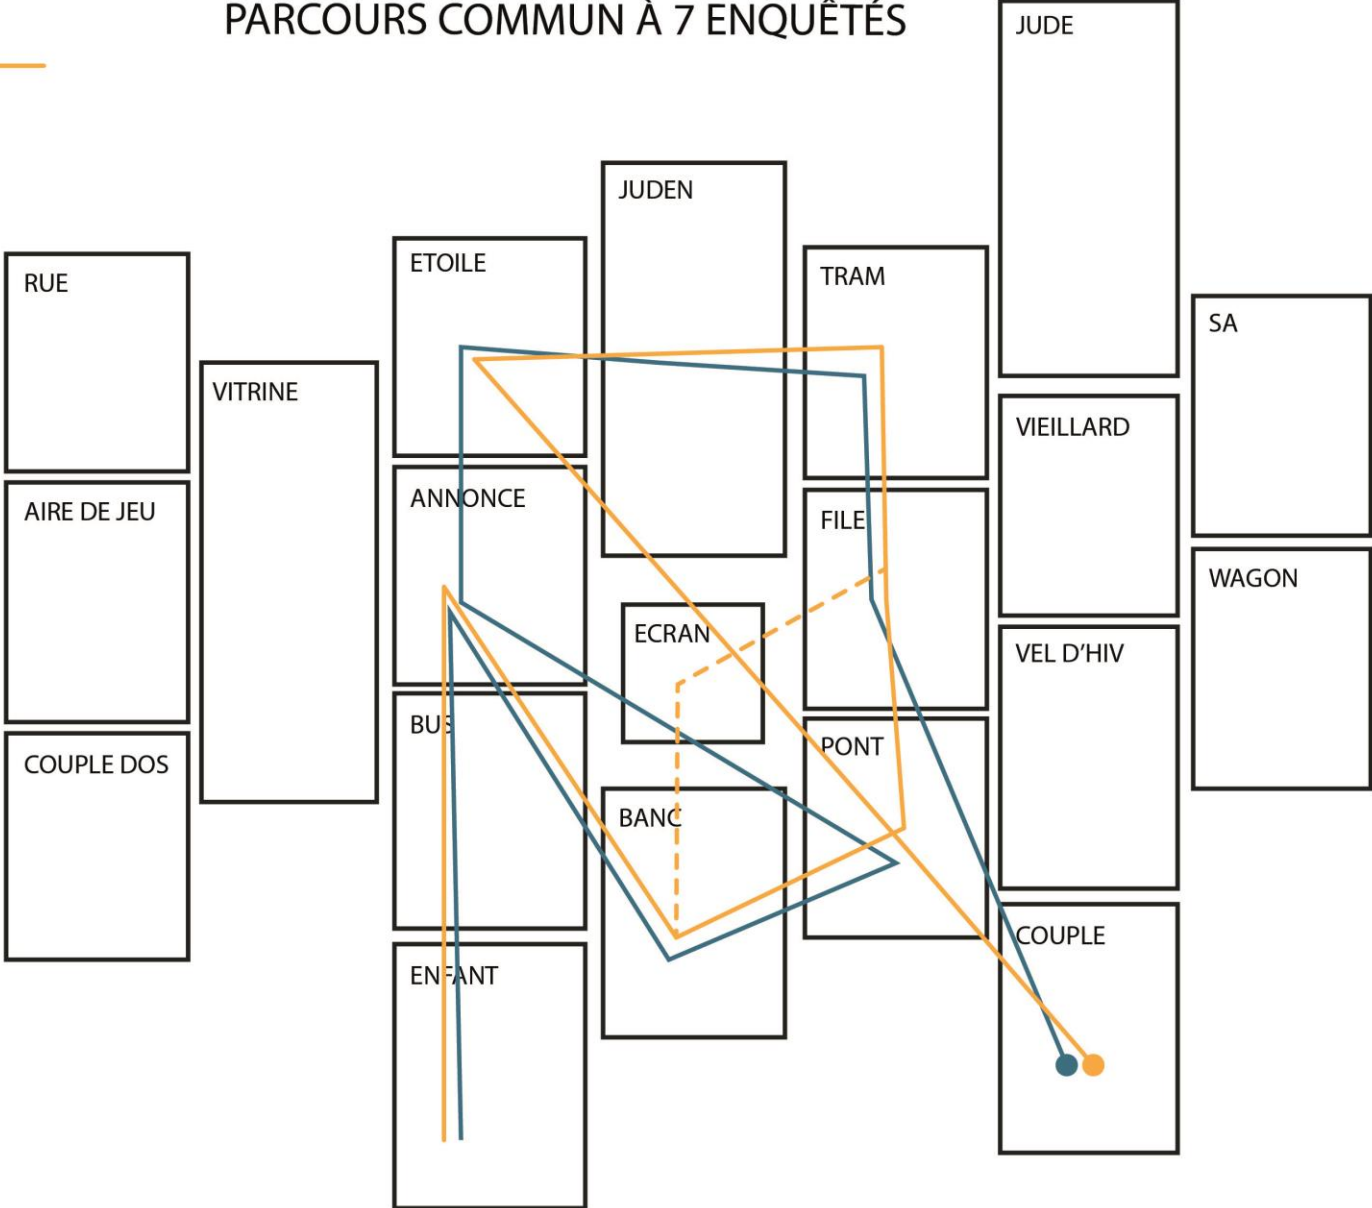 PARCOURS COMMUN À 7 ENQUÊTÉS
JUDE
JUDEN
ETOILE
TRAM
RUE
SA
VITRINE
VIEILLARD
ANNONCE
AIRE DE JEU
FILE
WAGON
ECRAN
VEL D’HIV
BUS
PONT
COUPLE DOS
BANC
COUPLE
ENFANT